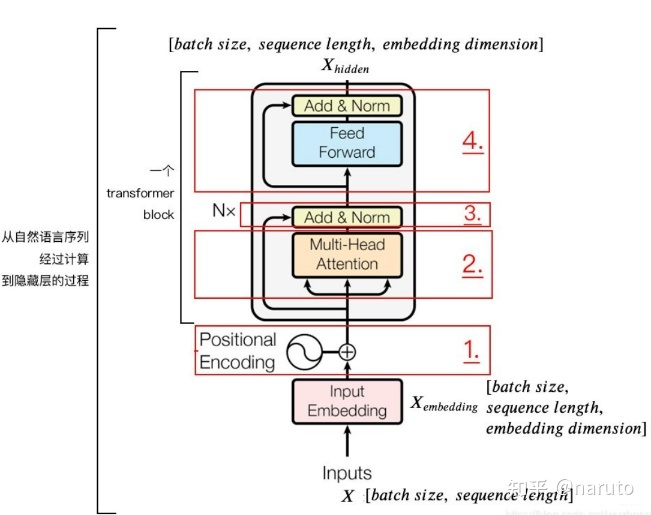 [batch size, sequence length, embedding dimension]
X_hidden
Add & Norm
Feed
Forward
4.
一个
transformer
block
N×
Add & Norm
3.
Multi-Head
Attention
2.
从自然语言序列
经过计算
到隐藏层的过程
Positional
Encoding
1.
Input
Embedding
X_embedding
[batch size,
sequence length,
embedding dimension]
Inputs
X [batch size, sequence length]
知乎 @naruto